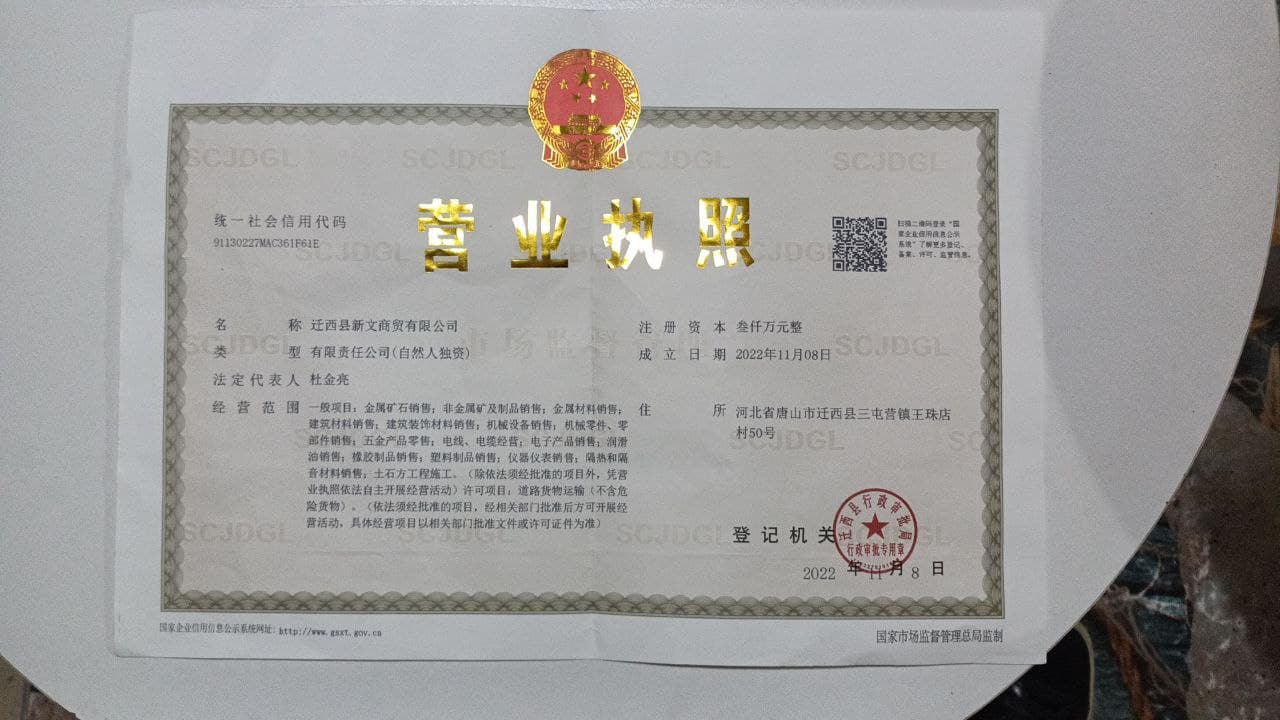 营业执照
统一社会信用代码
91130227MAC361F61E
扫描二维码登录“国
家企业信用信息公示
系统”了解更多登记、
备案、许可、监管信息。
名 称 迁西县新文商贸有限公司
类 型 有限责任公司(自然人独资)
法定代表人 杜金亮
经营范围 一般项目：金属矿石销售；非金属矿及制品销售；金属材料销售；
建筑材料销售；建筑装饰材料销售；机械设备销售；机械零件、零
部件销售；五金产品零售；电线、电缆经营；电子产品销售；润滑
油销售；橡胶制品销售；塑料制品销售；仪器仪表销售；隔热和隔
音材料销售；土石方工程施工。（除依法须经批准的项目外，凭营
业执照依法自主开展经营活动）许可项目：道路货物运输（不含危
险货物）。（依法须经批准的项目，经相关部门批准后方可开展经
营活动，具体经营项目以相关部门批准文件或许可证件为准）
注册资本 叁仟万元整
成立日期 2022年11月08日
住 所 河北省唐山市迁西县三屯营镇王珠店
村50号
登记机关
迁西县行政审批局
行政审批专用章
2022 年 11 月 8 日
国家企业信用信息公示系统网址：http://www.gsxt.gov.cn
国家市场监督管理总局监制
SCJDGL